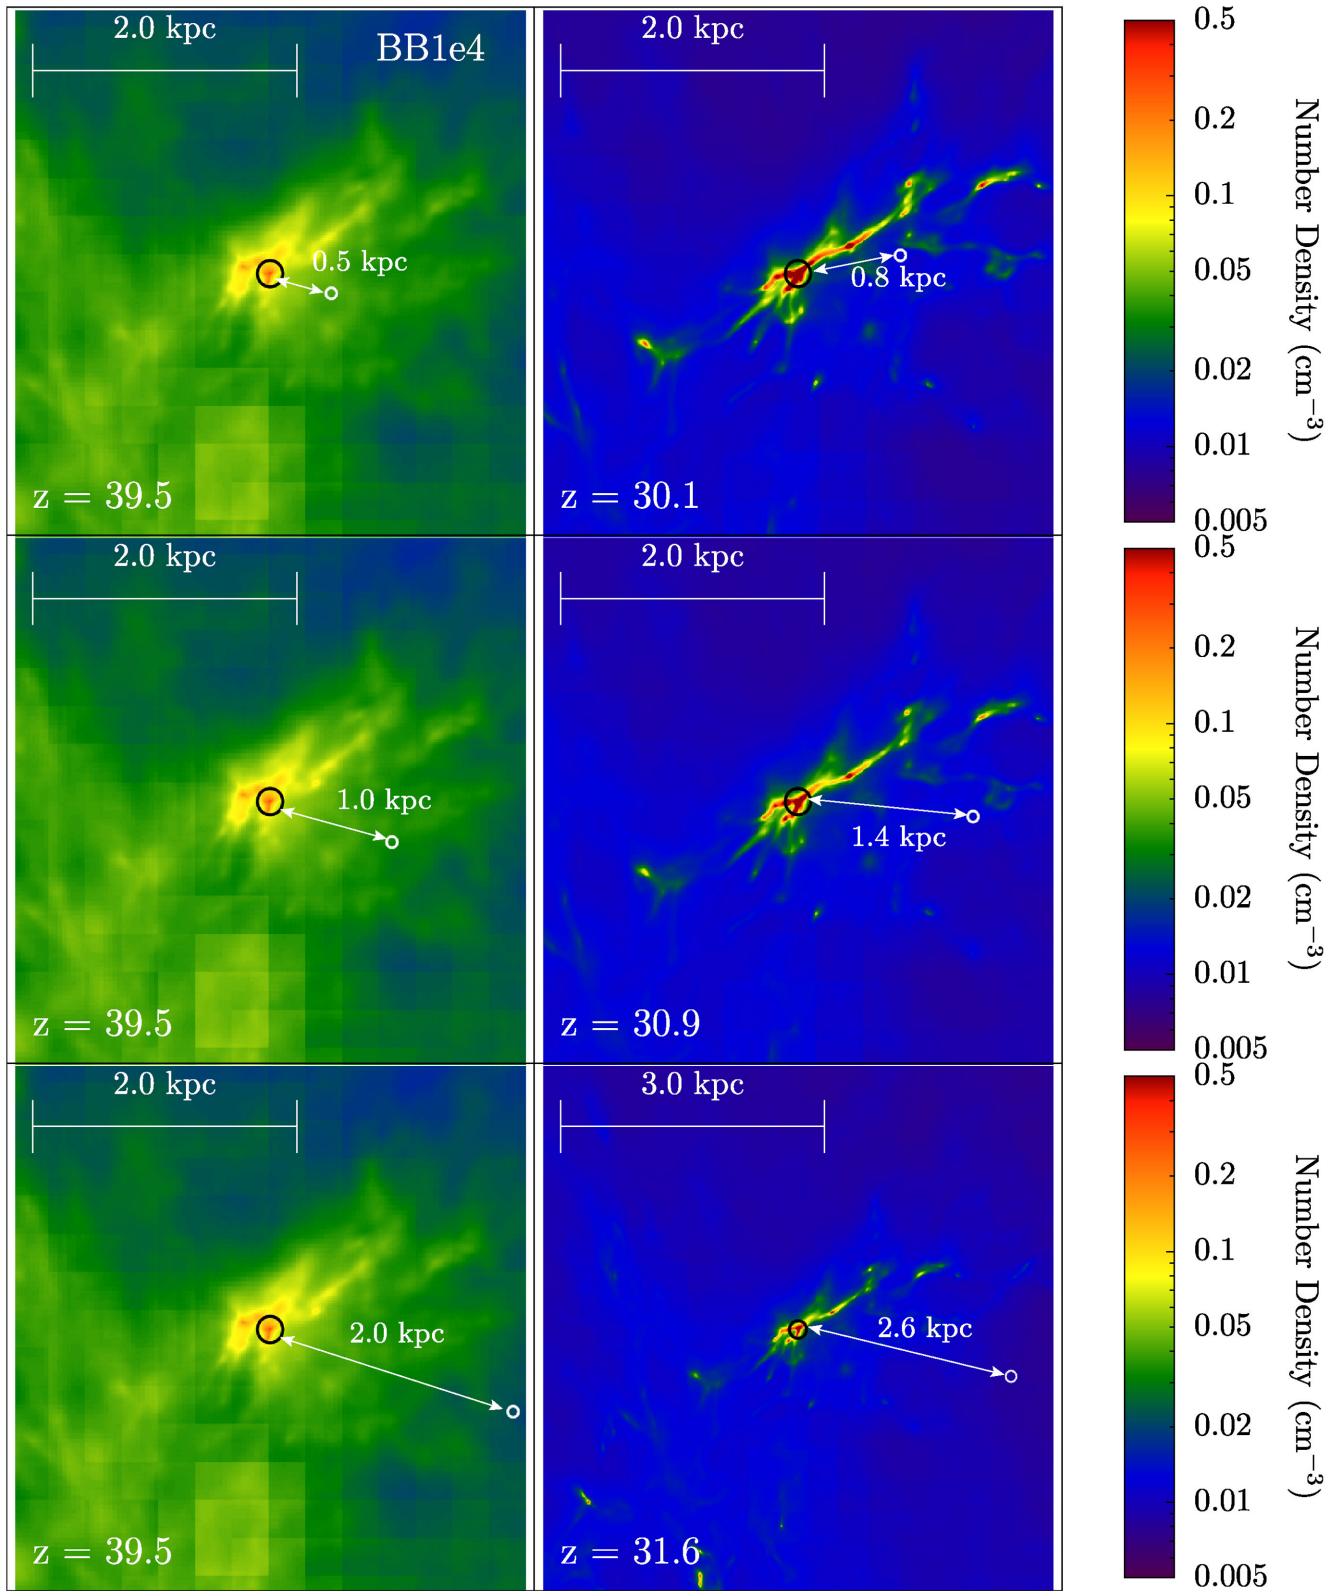 2.0 kpc
BB1e4
0.5 kpc
z = 39.5
2.0 kpc
0.8 kpc
z = 30.1
0.5
0.2
0.1
0.05
0.02
0.01
0.005
Number Density (cm⁻³)
2.0 kpc
1.0 kpc
z = 39.5
2.0 kpc
1.4 kpc
z = 30.9
0.5
0.2
0.1
0.05
0.02
0.01
0.005
Number Density (cm⁻³)
2.0 kpc
2.0 kpc
z = 39.5
3.0 kpc
2.6 kpc
z = 31.6
0.5
0.2
0.1
0.05
0.02
0.01
0.005
Number Density (cm⁻³)